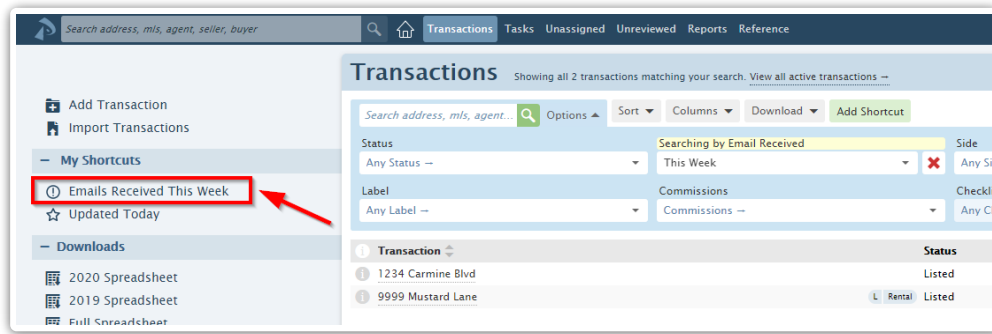 Search address, mls, agent, seller, buyer
Transactions Tasks Unassigned Unreviewed Reports Reference
Add Transaction
Import Transactions
– My Shortcuts
Emails Received This Week
Updated Today
– Downloads
2020 Spreadsheet
2019 Spreadsheet
Full Spreadsheet
Transactions Showing all 2 transactions matching your search. View all active transactions →
Search address, mls, agent... Options Sort Columns Download Add Shortcut
Status Searching by Email Received Side
Any Status → This Week Any Si
Label Commissions Checkli
Any Label → Commissions → Any C
Transaction Status
1234 Carmine Blvd Listed
9999 Mustard Lane L Rental Listed